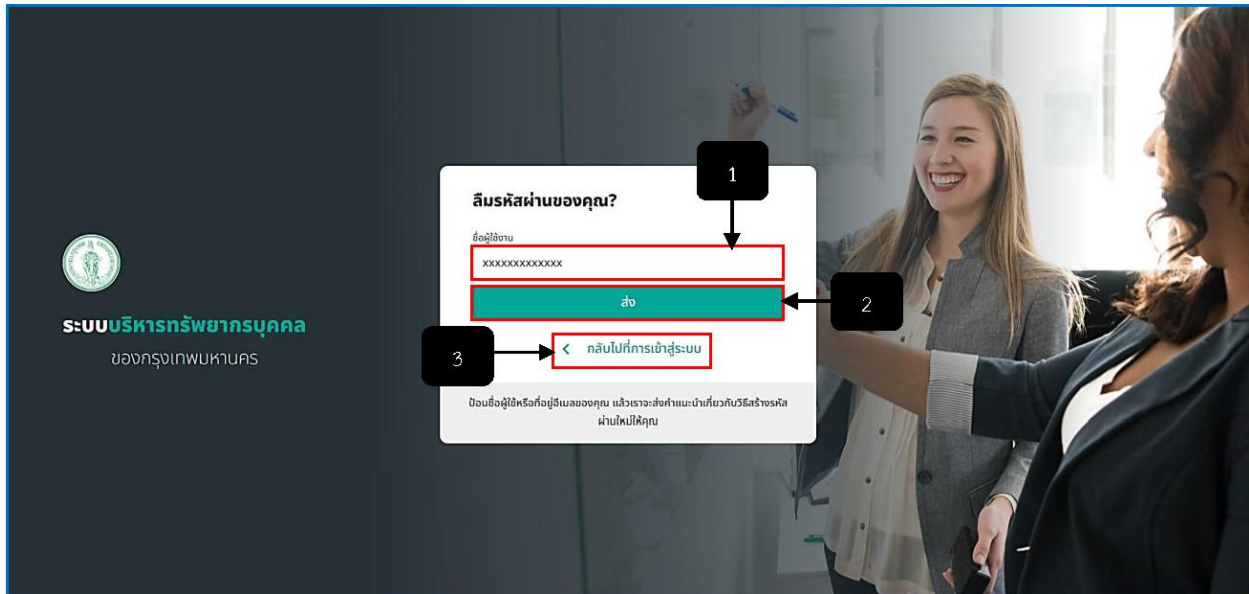 1
ลืมรหัสผ่านของคุณ?
ชื่อผู้ใช้งาน
xxxxxxxxxxxxx
ส่ง
2
ระบบบริหารทรัพยากรบุคคล
ของกรุงเทพมหานคร
3
กลับไปที่การเข้าสู่ระบบ
ป้อนชื่อผู้ใช้หรือที่อยู่อีเมลของคุณ แล้วเราจะส่งคำแนะนำเกี่ยวกับวิธีสร้างรหัส
ผ่านใหม่ให้คุณ